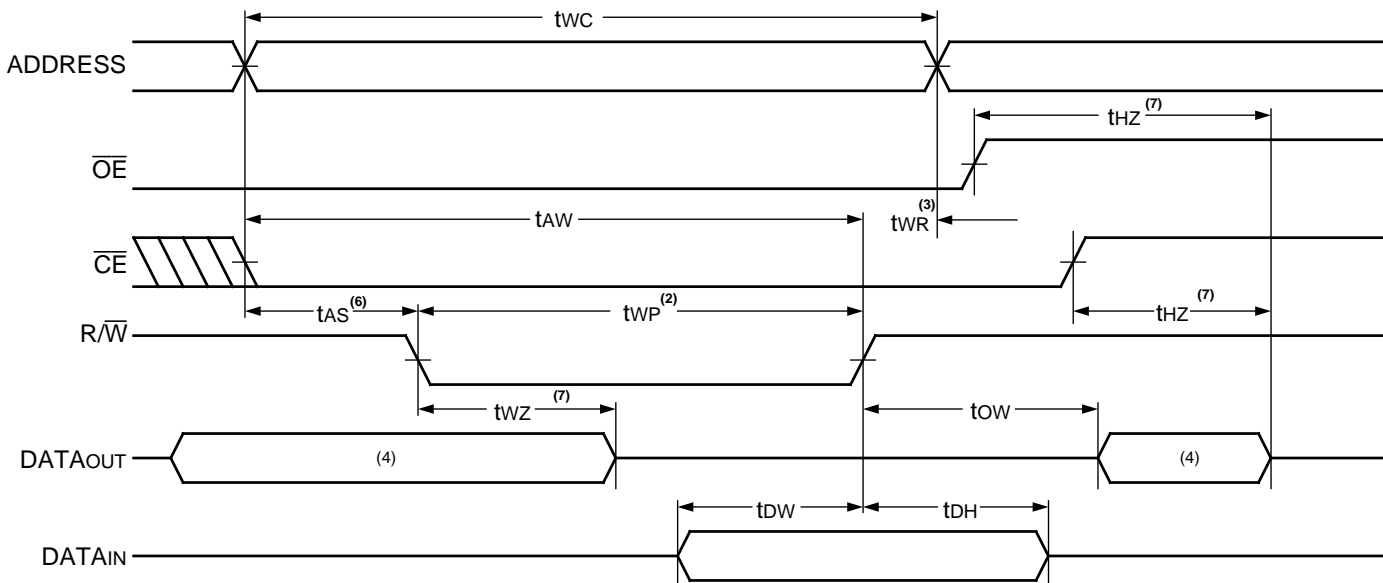 tWC
ADDRESS
tHZ (7)
OE
tAW
tWR (3)
CE
tAS (6)
tWP (2)
tHZ (7)
R/W
tWZ (7)
tOW
DATAOUT
(4)
(4)
tDW
tDH
DATAIN